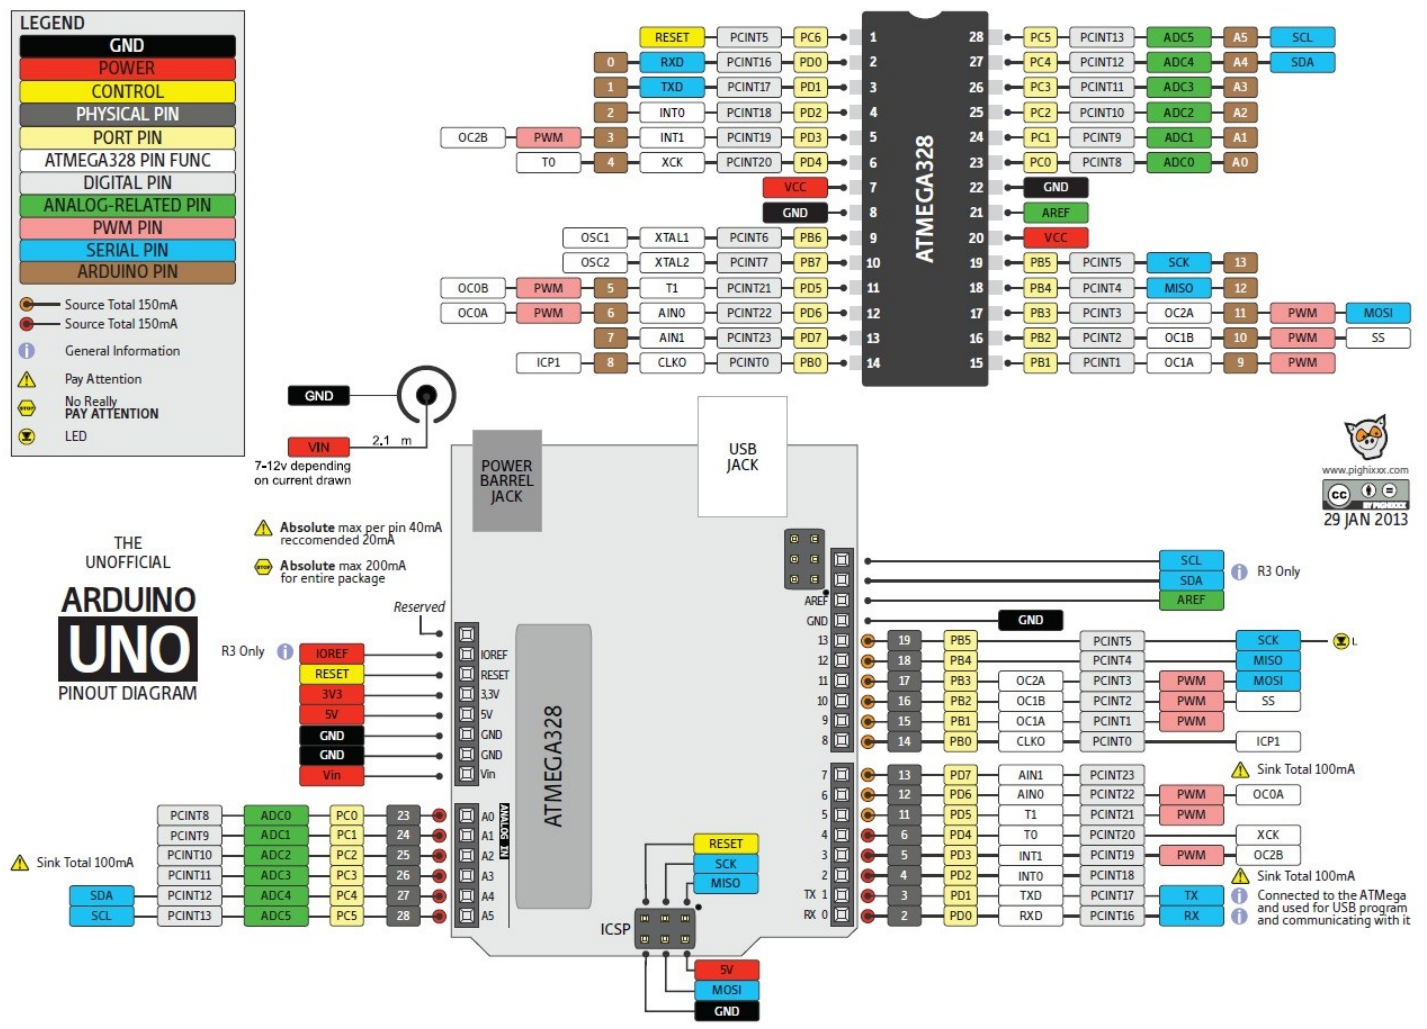 LEGEND
GND
POWER
CONTROL
PHYSICAL PIN
PORT PIN
ATMEGA328 PIN FUNC
DIGITAL PIN
ANALOG-RELATED PIN
PWM PIN
SERIAL PIN
ARDUINO PIN
Source Total 150mA
Source Total 150mA
i General Information
Pay Attention
STOP No Really
PAY ATTENTION
LED
RESET PCINT5 PC6 1
0 RXD PCINT16 PD0 2
1 TXD PCINT17 PD1 3
2 INT0 PCINT18 PD2 4
OC2B PWM 3 INT1 PCINT19 PD3 5
T0 4 XCK PCINT20 PD4 6
VCC 7
GND 8
OSC1 XTAL1 PCINT6 PB6 9
OSC2 XTAL2 PCINT7 PB7 10
OC0B PWM 5 T1 PCINT21 PD5 11
OC0A PWM 6 AIN0 PCINT22 PD6 12
7 AIN1 PCINT23 PD7 13
ICP1 8 CLKO PCINT0 PB0 14
ATMEGA328
28 PC5 PCINT13 ADC5 A5 SCL
27 PC4 PCINT12 ADC4 A4 SDA
26 PC3 PCINT11 ADC3 A3
25 PC2 PCINT10 ADC2 A2
24 PC1 PCINT9 ADC1 A1
23 PC0 PCINT8 ADC0 A0
22 GND
21 AREF
20 VCC
19 PB5 PCINT5 SCK 13
18 PB4 PCINT4 MISO 12
17 PB3 PCINT3 OC2A 11 PWM MOSI
16 PB2 PCINT2 OC1B 10 PWM SS
15 PB1 PCINT1 OC1A 9 PWM
GND
VIN 2.1 m
7-12v depending
on current drawn
POWER
BARREL
JACK
USB
JACK
www.pighixxx.com
cc
BY PIGHIXXX
29 JAN 2013
Absolute max per pin 40mA
reccomended 20mA
STOP Absolute max 200mA
for entire package
THE
UNOFFICIAL
ARDUINO
UNO
PINOUT DIAGRAM
Reserved
R3 Only i IOREF IOREF
RESET RESET
3V3 3,3V
5V 5V
GND GND
GND GND
Vin Vin
ATMEGA328
ANALOG IN
PCINT8 ADC0 PC0 23 A0
PCINT9 ADC1 PC1 24 A1
PCINT10 ADC2 PC2 25 A2
Sink Total 100mA
PCINT11 ADC3 PC3 26 A3
SDA PCINT12 ADC4 PC4 27 A4
SCL PCINT13 ADC5 PC5 28 A5
SCL
SDA
i R3 Only
AREF AREF
GND GND
13 19 PB5 PCINT5 SCK L
12 18 PB4 PCINT4 MISO
11 17 PB3 OC2A PCINT3 PWM MOSI
10 16 PB2 OC1B PCINT2 PWM SS
9 15 PB1 OC1A PCINT1 PWM
8 14 PB0 CLKO PCINT0 ICP1
Sink Total 100mA
7 13 PD7 AIN1 PCINT23
6 12 PD6 AIN0 PCINT22 PWM OC0A
5 11 PD5 T1 PCINT21 PWM
4 6 PD4 T0 PCINT20 XCK
3 5 PD3 INT1 PCINT19 PWM OC2B
2 4 PD2 INT0 PCINT18
Sink Total 100mA
TX 1 3 PD1 TXD PCINT17 TX
RX 0 2 PD0 RXD PCINT16 RX
i Connected to the ATMega
and used for USB program
i and communicating with it
RESET
SCK
MISO
ICSP
5V
MOSI
GND